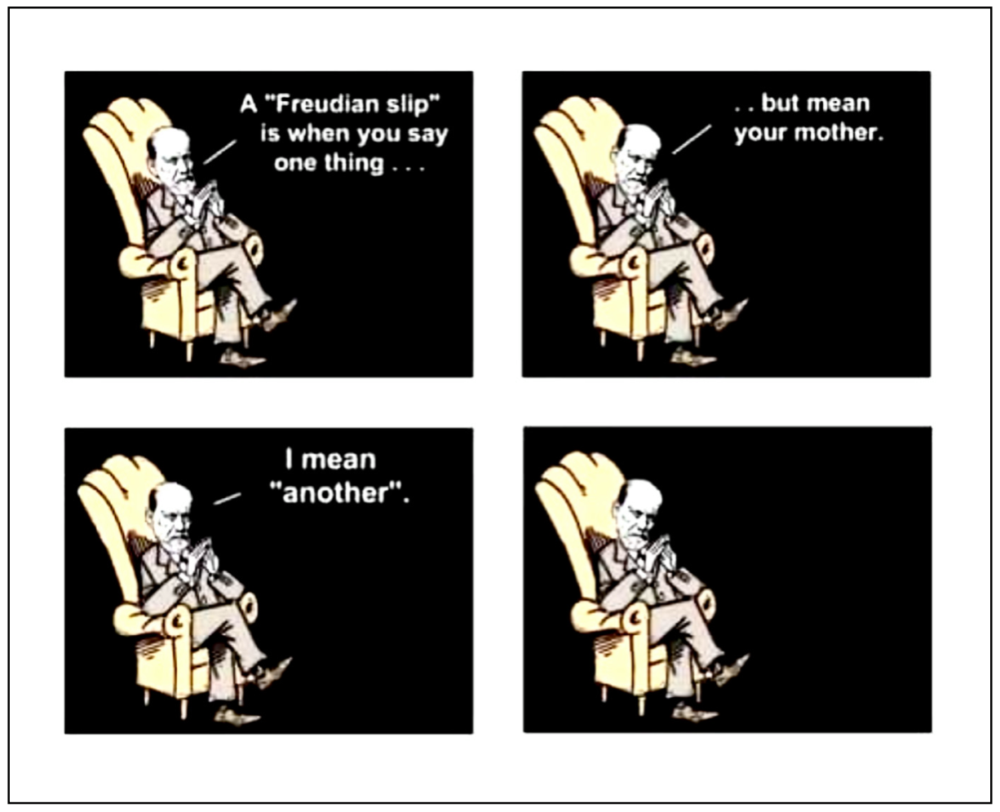 A "Freudian slip"
is when you say
one thing . . .
. . but mean
your mother.
I mean
"another".